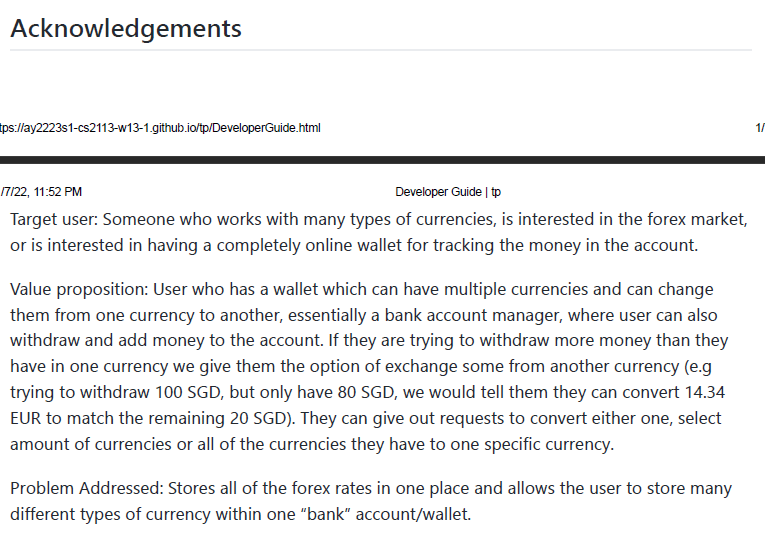 Acknowledgements
tps://ay2223s1-cs2113-w13-1.github.io/tp/DeveloperGuide.html 1/
/7/22, 11:52 PM Developer Guide | tp
Target user: Someone who works with many types of currencies, is interested in the forex market,
or is interested in having a completely online wallet for tracking the money in the account.
Value proposition: User who has a wallet which can have multiple currencies and can change
them from one currency to another, essentially a bank account manager, where user can also
withdraw and add money to the account. If they are trying to withdraw more money than they
have in one currency we give them the option of exchange some from another currency (e.g
trying to withdraw 100 SGD, but only have 80 SGD, we would tell them they can convert 14.34
EUR to match the remaining 20 SGD). They can give out requests to convert either one, select
amount of currencies or all of the currencies they have to one specific currency.
Problem Addressed: Stores all of the forex rates in one place and allows the user to store many
different types of currency within one “bank” account/wallet.